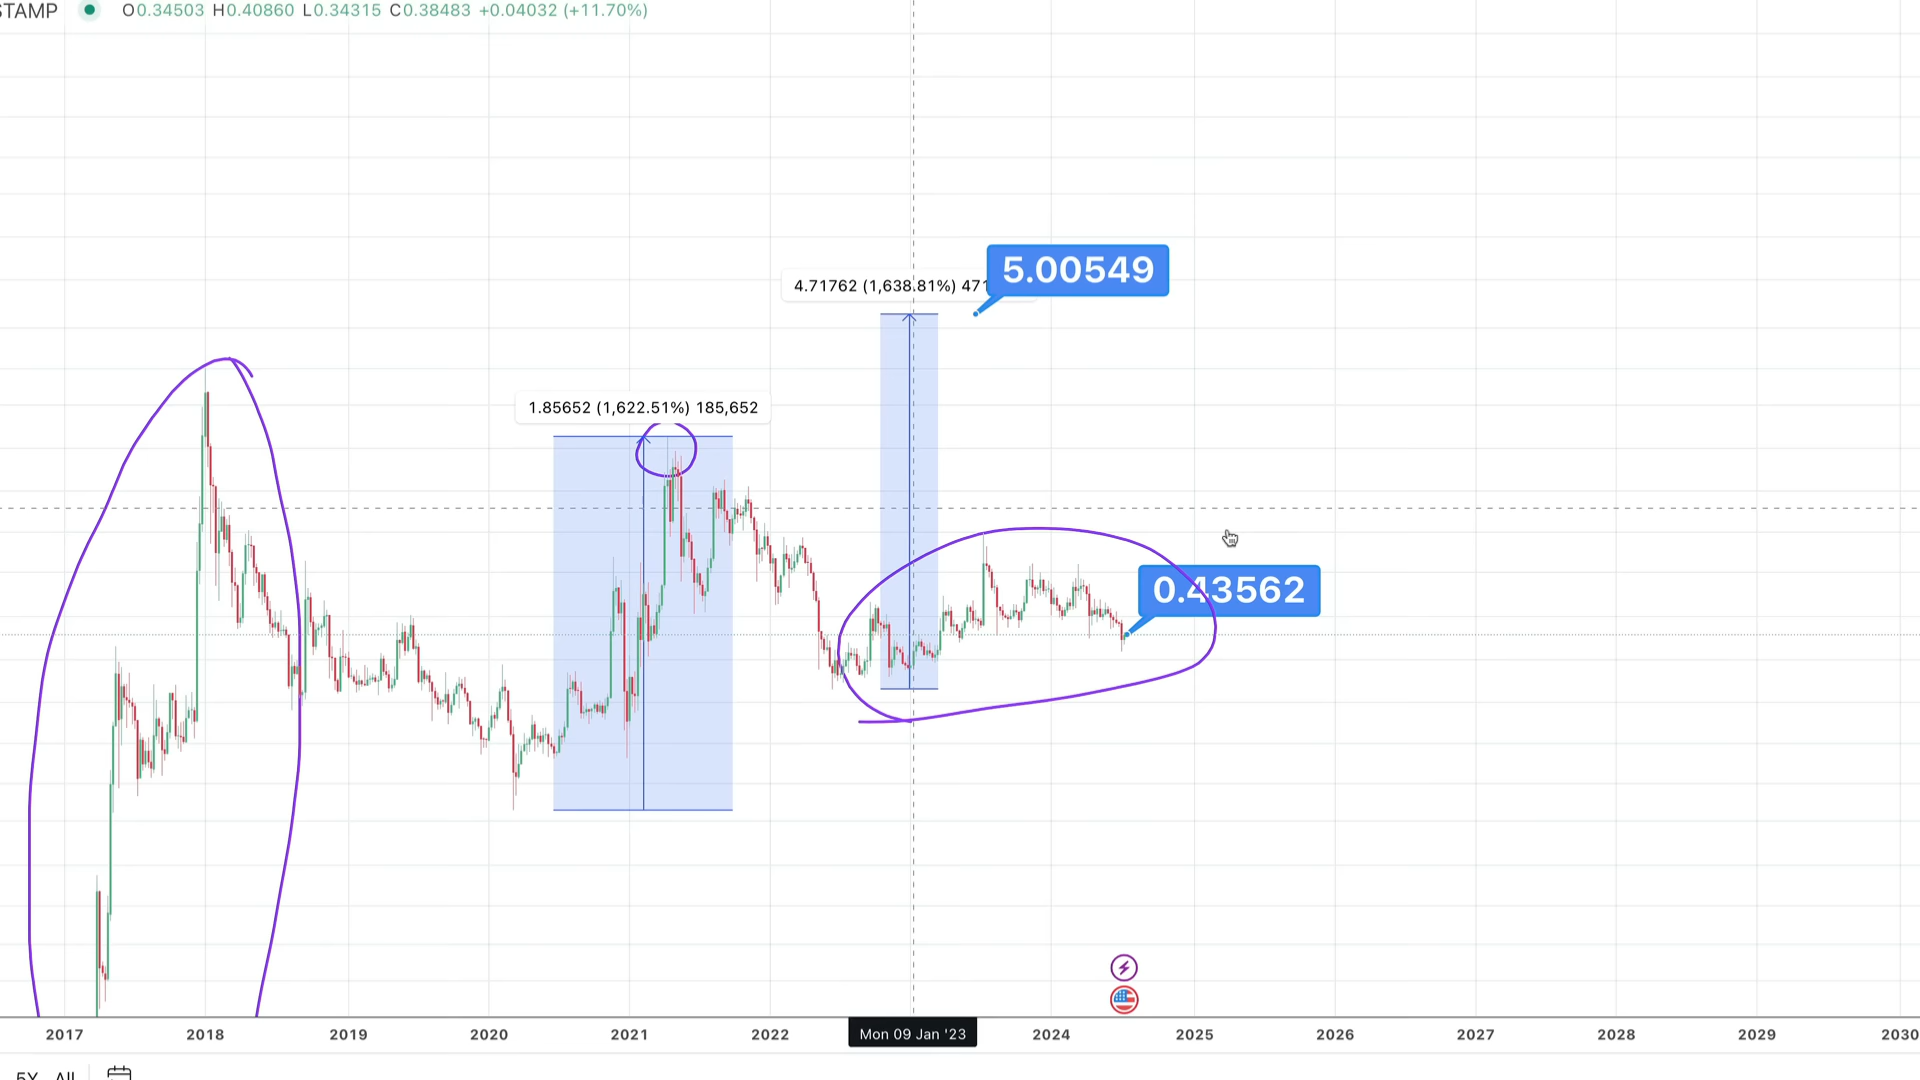 STAMP O0.34503 H0.40860 L0.34315 C0.38483 +0.04032 (+11.70%)
5.00549
4.71762 (1,638.81%) 471
1.85652 (1,622.51%) 185,652
0.43562
2017 2018 2019 2020 2021 2022 Mon 09 Jan '23 2024 2025 2026 2027 2028 2029 2030
5Y All